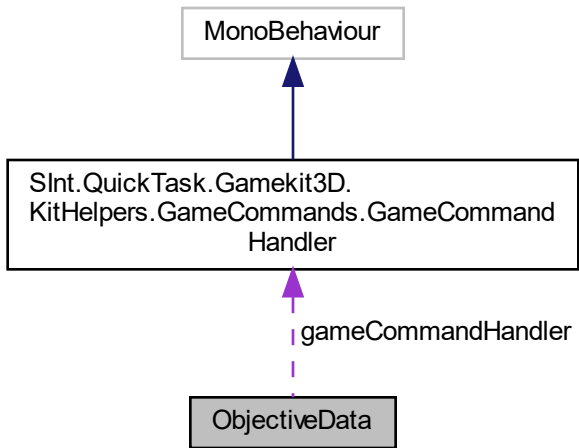 MonoBehaviour
SInt.QuickTask.Gamekit3D.
KitHelpers.GameCommands.GameCommand
Handler
gameCommandHandler
ObjectiveData